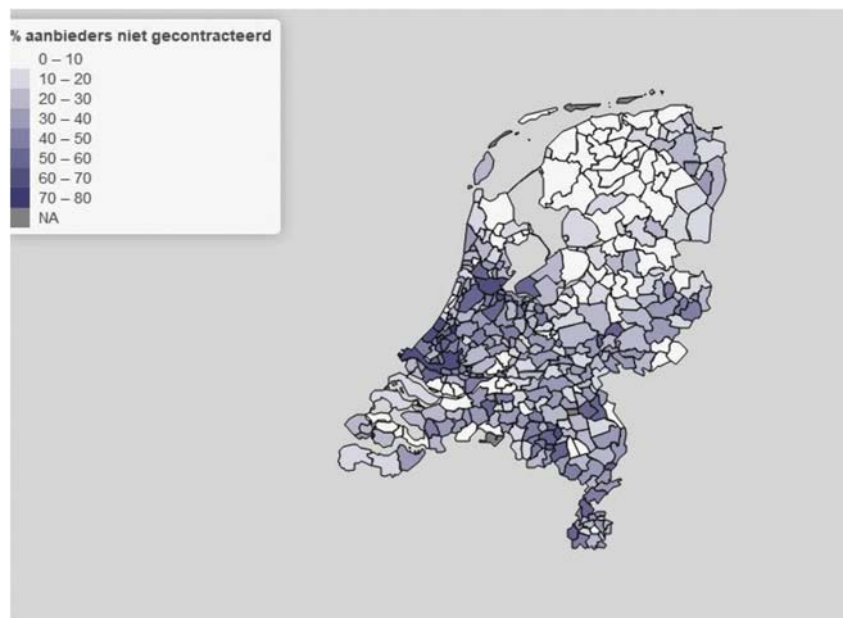 % aanbieders niet gecontracteerd
0 – 10
10 – 20
20 – 30
30 – 40
40 – 50
50 – 60
60 – 70
70 – 80
NA